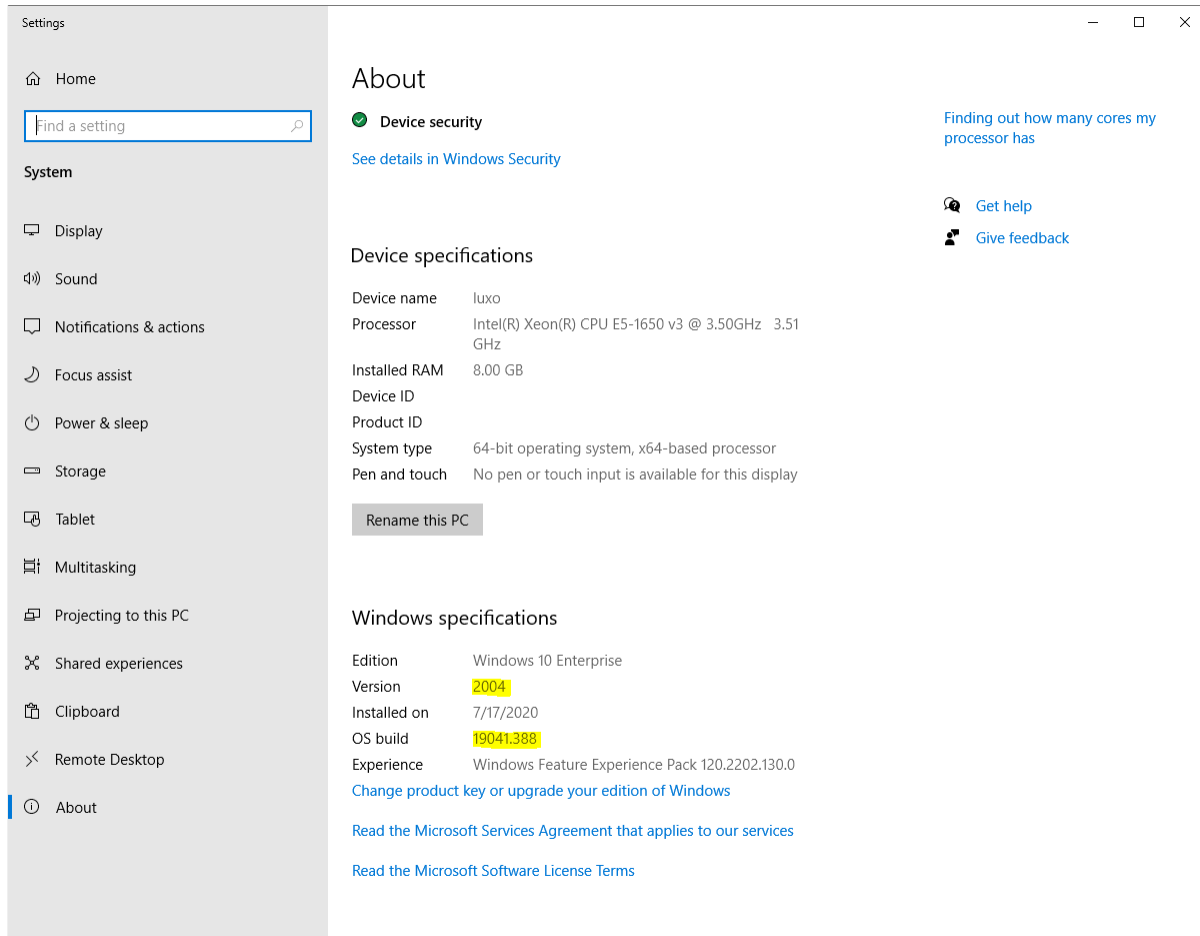 Settings
Home
Find a setting
System
Display
Sound
Notifications & actions
Focus assist
Power & sleep
Storage
Tablet
Multitasking
Projecting to this PC
Shared experiences
Clipboard
Remote Desktop
About
About
Device security
See details in Windows Security
Device specifications
Device name luxo
Processor Intel(R) Xeon(R) CPU E5-1650 v3 @ 3.50GHz 3.51
GHz
Installed RAM 8.00 GB
Device ID
Product ID
System type 64-bit operating system, x64-based processor
Pen and touch No pen or touch input is available for this display
Rename this PC
Windows specifications
Edition Windows 10 Enterprise
Version 2004
Installed on 7/17/2020
OS build 19041.388
Experience Windows Feature Experience Pack 120.2202.130.0
Change product key or upgrade your edition of Windows
Read the Microsoft Services Agreement that applies to our services
Read the Microsoft Software License Terms
Finding out how many cores my
processor has
Get help
Give feedback